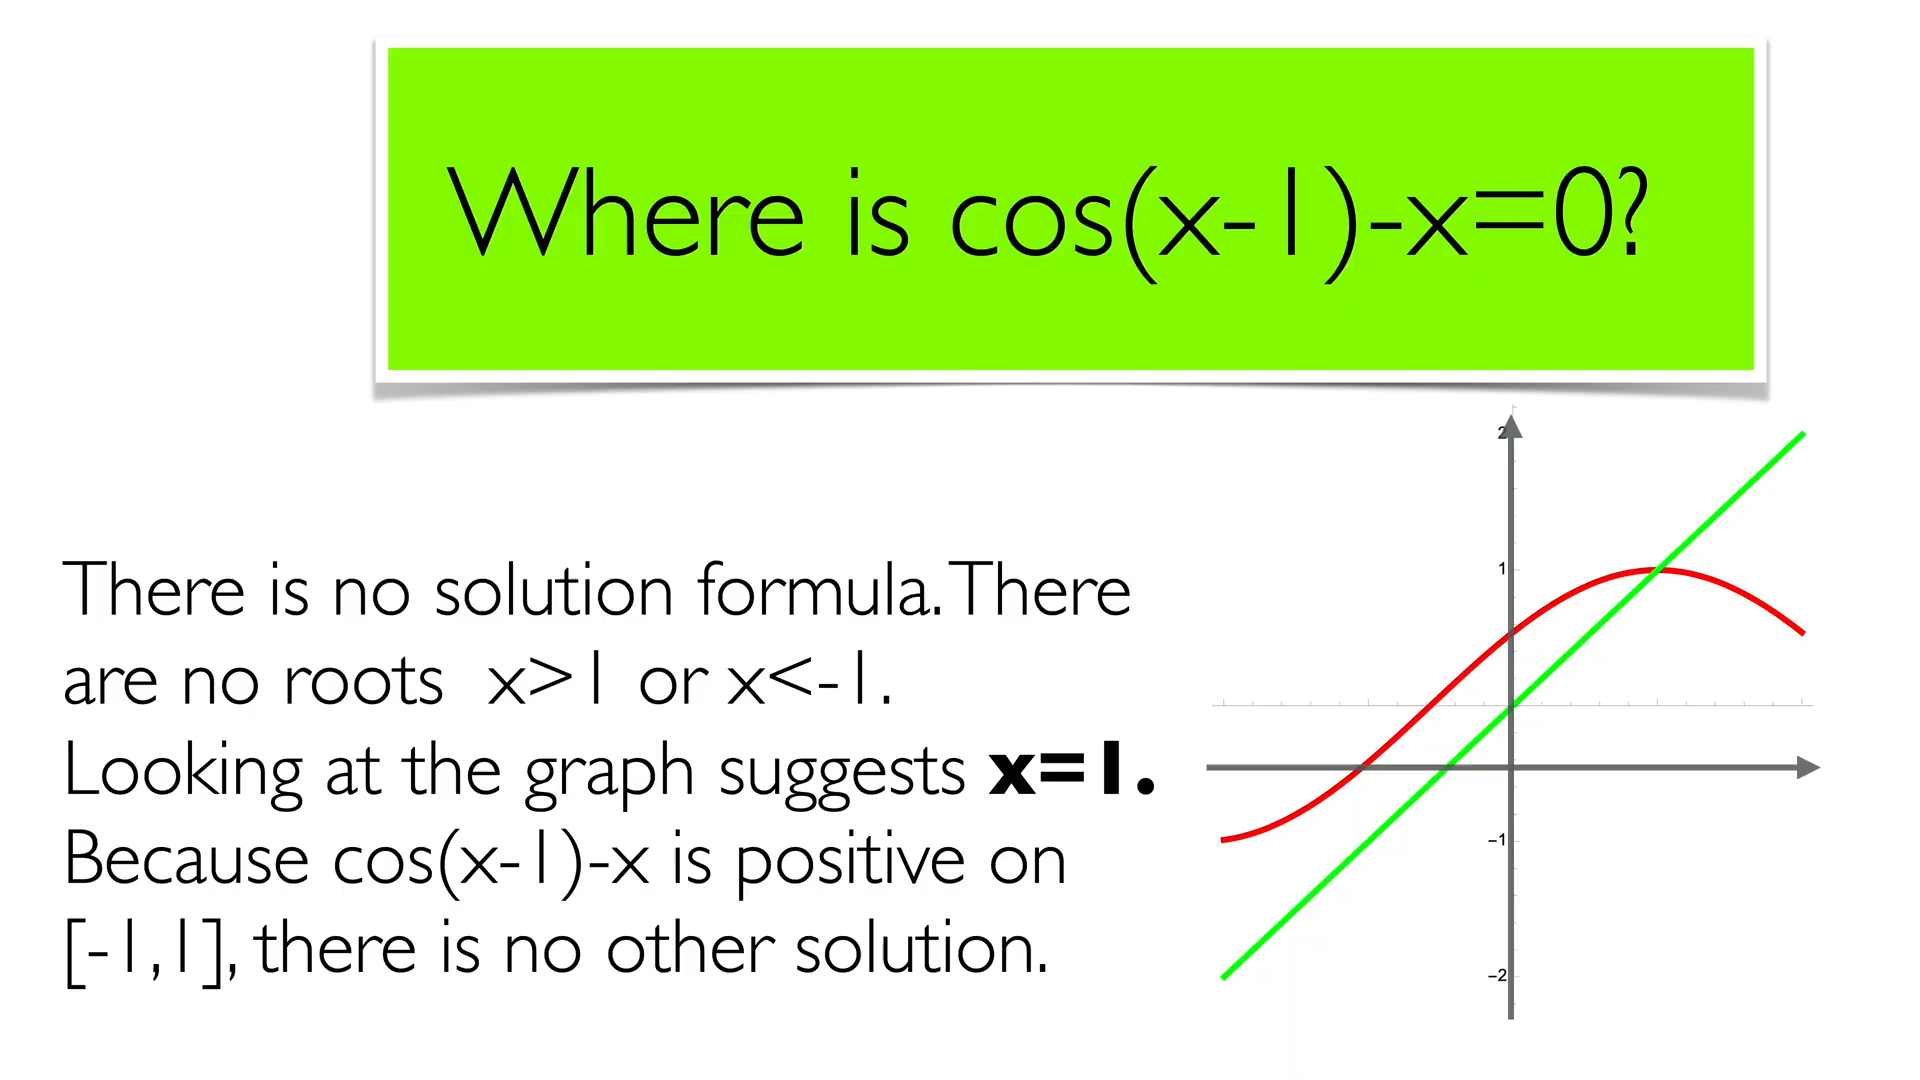 Where is cos(x-1)-x=0?
There is no solution formula. There
are no roots x>1 or x<-1.
Looking at the graph suggests x=1.
Because cos(x-1)-x is positive on
[-1,1], there is no other solution.
2
1
-1
-2